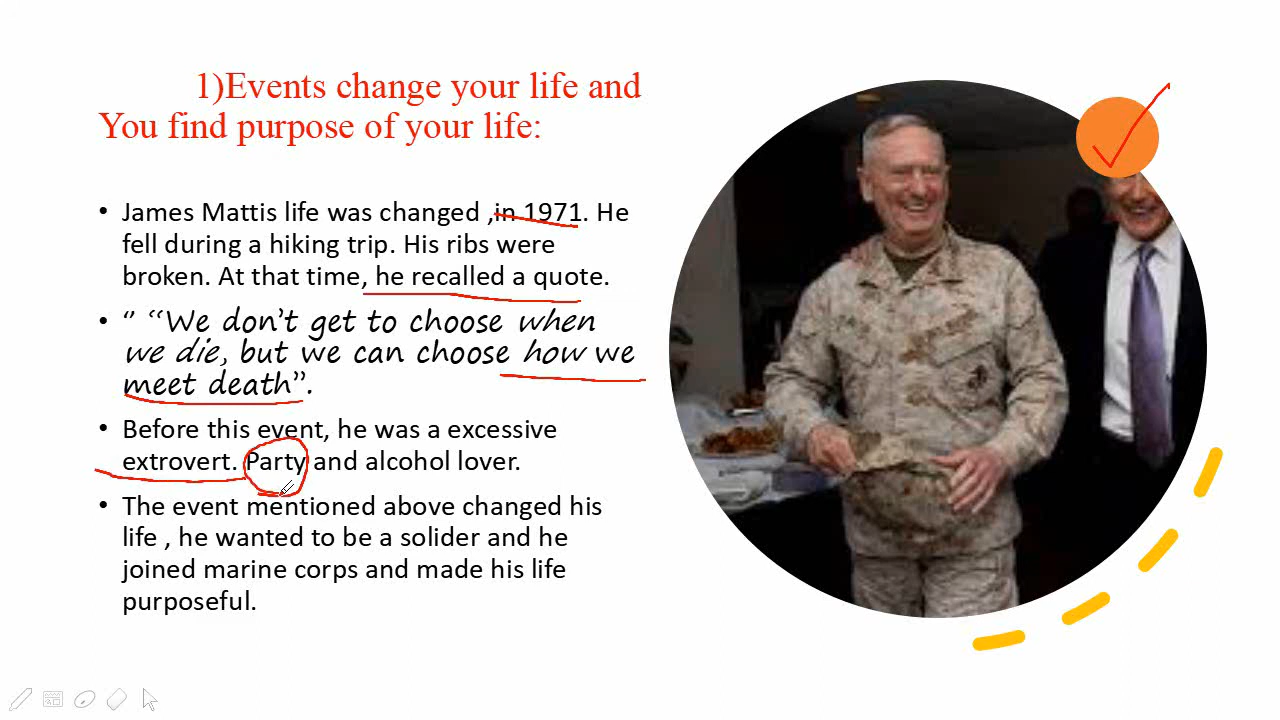 1)Events change your life and
You find purpose of your life:
• James Mattis life was changed ,in 1971. He
fell during a hiking trip. His ribs were
broken. At that time, he recalled a quote.
• “ “We don’t get to choose when
we die, but we can choose how we
meet death”.
• Before this event, he was a excessive
extrovert. Party and alcohol lover.
• The event mentioned above changed his
life , he wanted to be a solider and he
joined marine corps and made his life
purposeful.